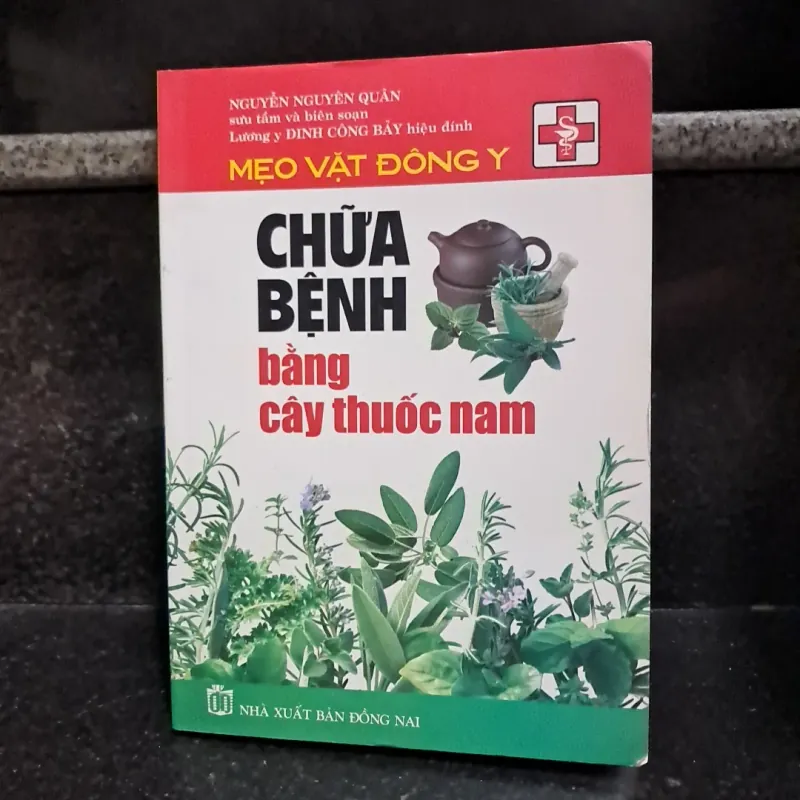 NGUYỄN NGUYÊN QUÂN
sưu tầm và biên soạn
Lương y ĐINH CÔNG BẢY hiệu đính
MẸO VẶT ĐÔNG Y
CHỮA
BỆNH
bằng
cây thuốc nam
NHÀ XUẤT BẢN ĐỒNG NAI